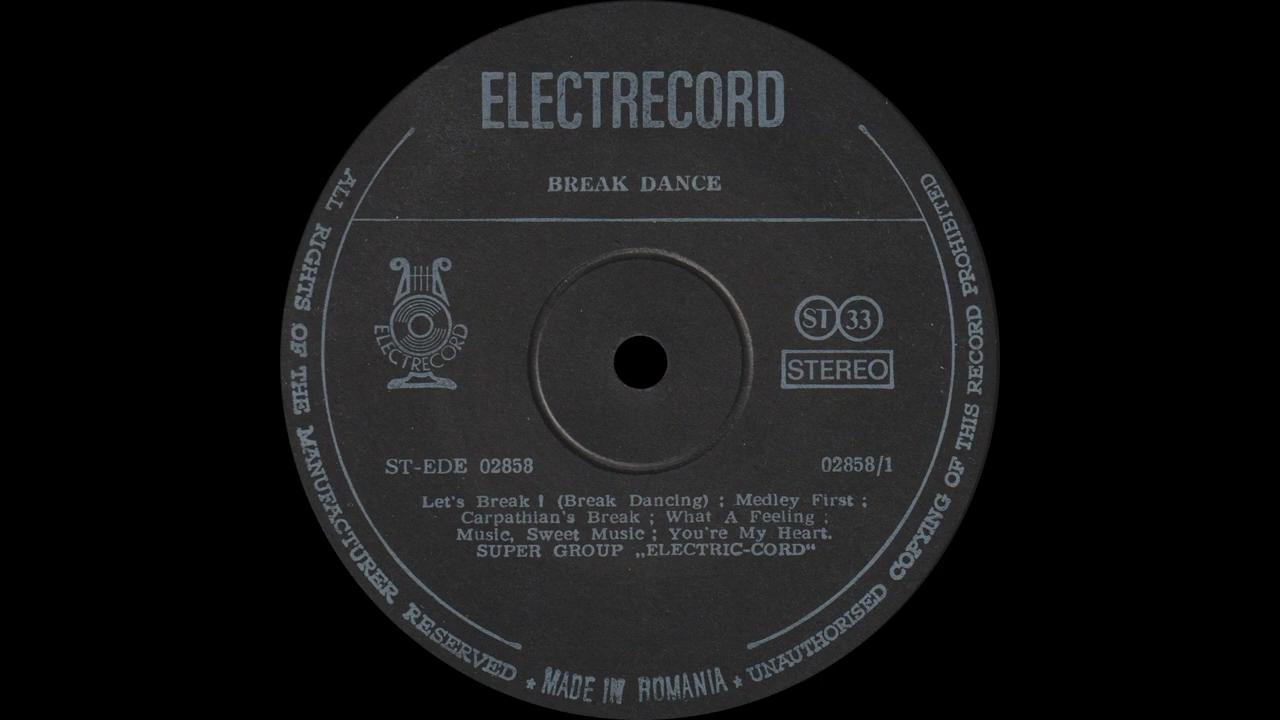 ELECTRECORD
BREAK DANCE
ELECTRECORD
ST 33
STEREO
ST-EDE 02858
02858/1
Let's Break ! (Break Dancing) ; Medley First ;
Carpathian's Break ; What A Feeling ;
Music, Sweet Music ; You're My Heart.
SUPER GROUP „ELECTRIC-CORD“
ALL RIGHTS OF THE MANUFACTURER RESERVED ★ MADE IN ROMANIA ★ UNAUTHORISED COPYING OF THIS RECORD PROHIBITED